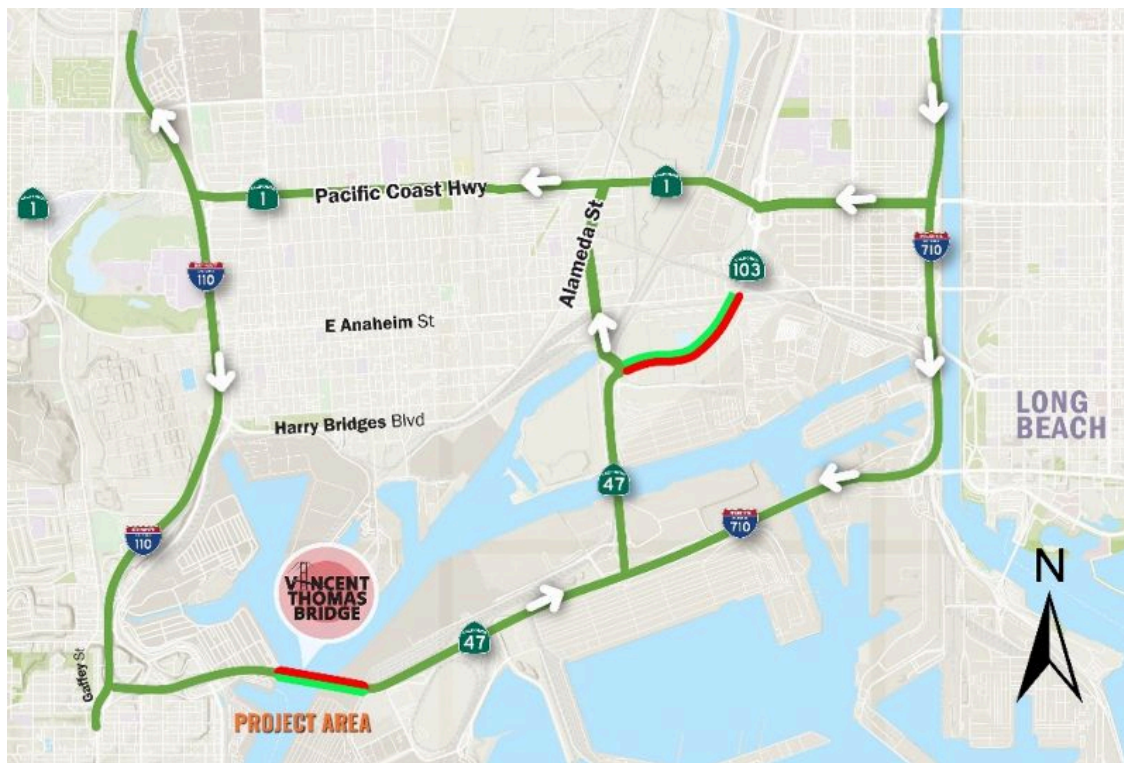 1
Pacific Coast Hwy
1
1
110
Alameda St
710
103
E Anaheim St
Harry Bridges Blvd
LONG
BEACH
47
110
710
VINCENT
THOMAS
BRIDGE
N
47
Gaffey St
PROJECT AREA